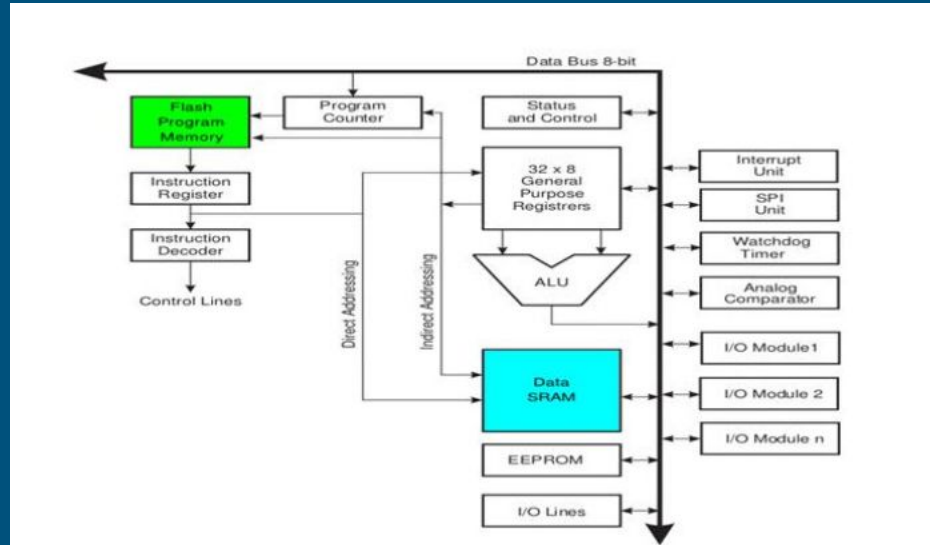 Data Bus 8-bit
Flash
Program
Memory
Program
Counter
Status
and Control
Instruction
Register
32 x 8
General
Purpose
Registrers
Interrupt
Unit
SPI
Unit
Instruction
Decoder
Watchdog
Timer
ALU
Control Lines
Direct Addressing
Indirect Addressing
Analog
Comparator
I/O Module1
Data
SRAM
I/O Module 2
I/O Module n
EEPROM
I/O Lines